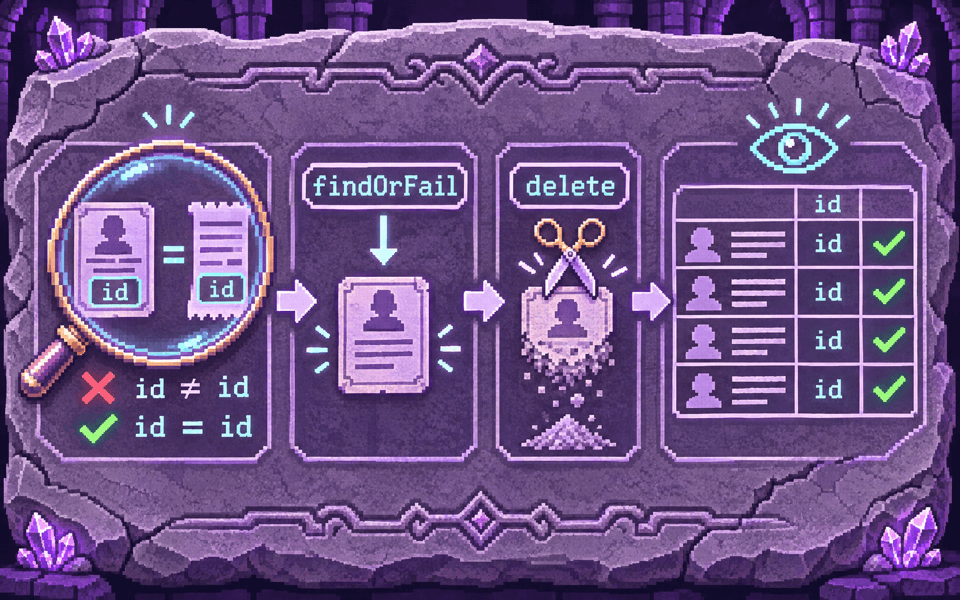 id = id
id ≠ id
id = id
findOrFail
delete
id
id
id
id
id